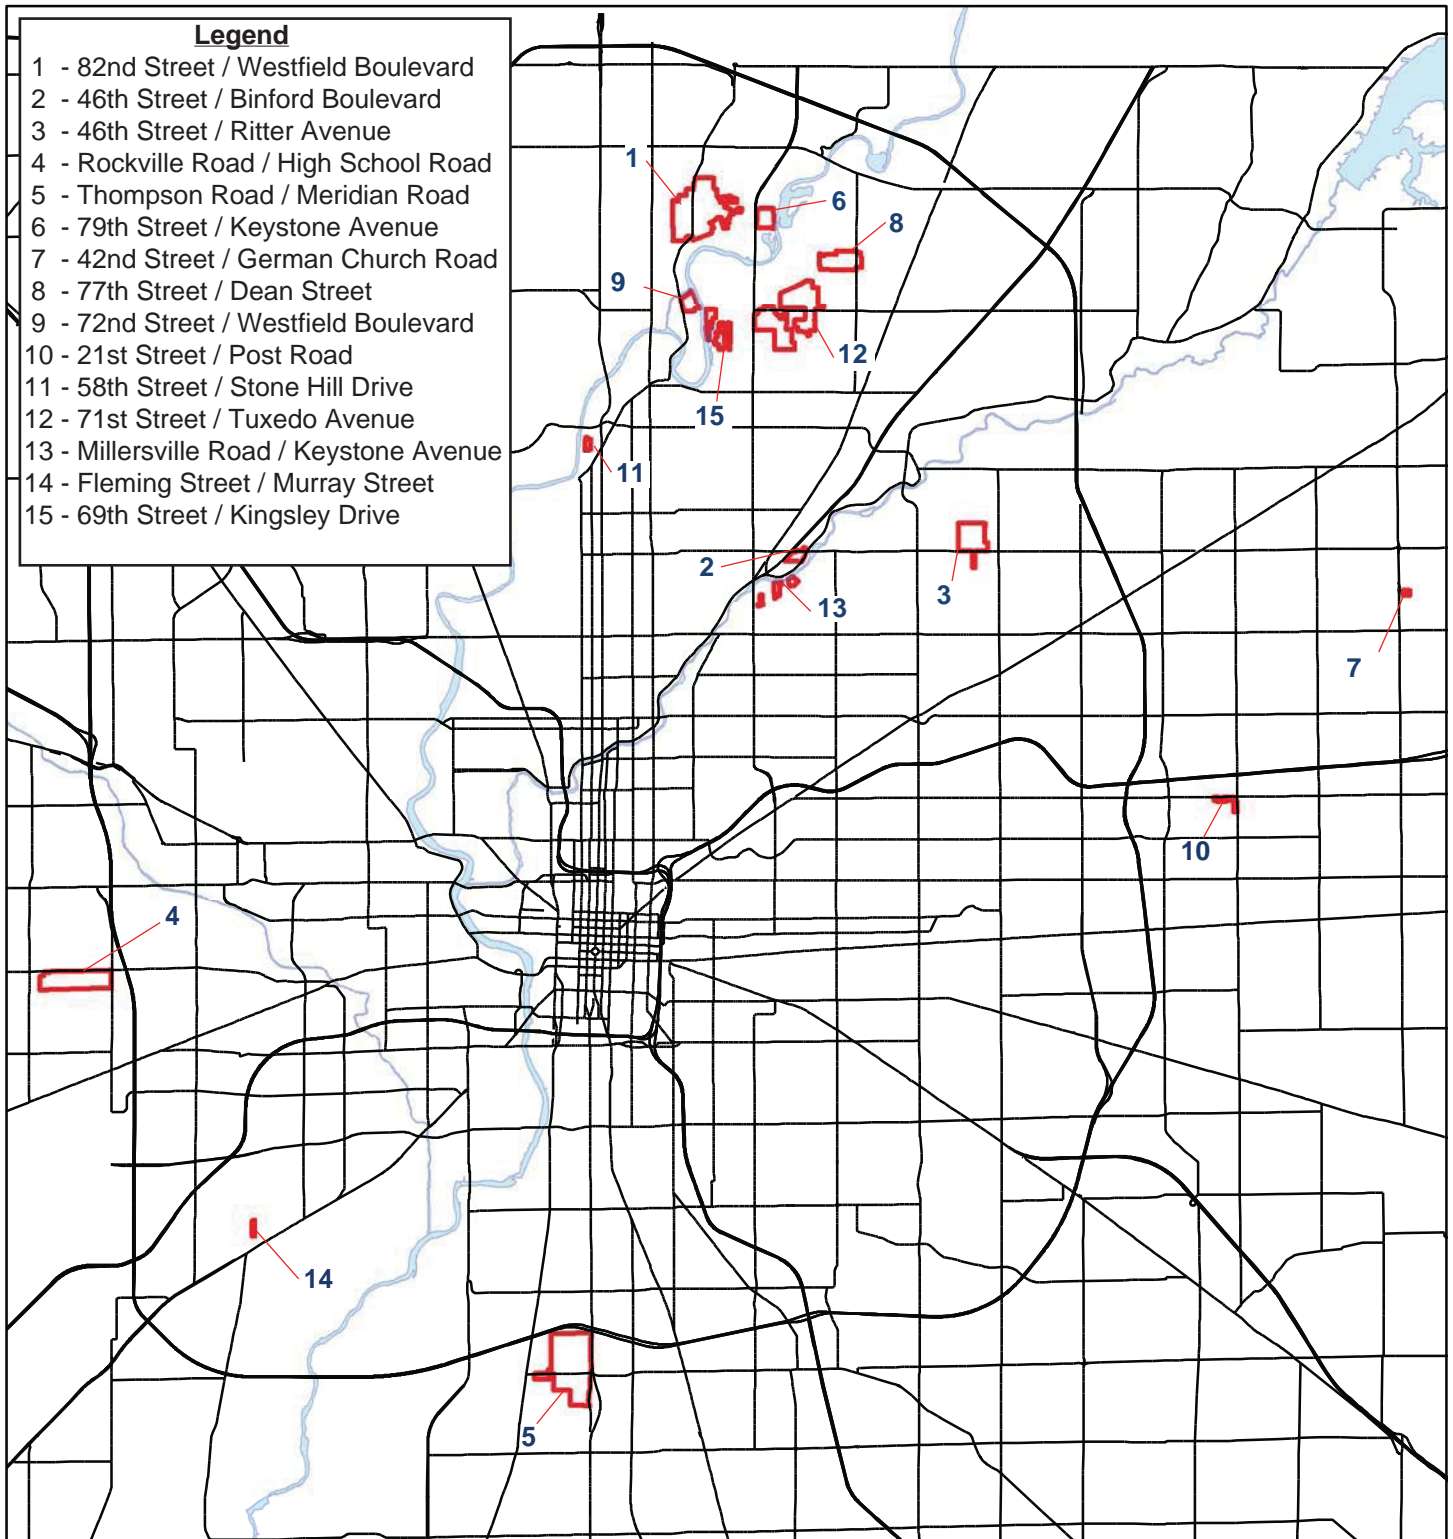 Legend
1 - 82nd Street / Westfield Boulevard
2 - 46th Street / Binford Boulevard
3 - 46th Street / Ritter Avenue
4 - Rockville Road / High School Road
5 - Thompson Road / Meridian Road
6 - 79th Street / Keystone Avenue
7 - 42nd Street / German Church Road
8 - 77th Street / Dean Street
9 - 72nd Street / Westfield Boulevard
10 - 21st Street / Post Road
11 - 58th Street / Stone Hill Drive
12 - 71st Street / Tuxedo Avenue
13 - Millersville Road / Keystone Avenue
14 - Fleming Street / Murray Street
15 - 69th Street / Kingsley Drive
1
6
8
9
12
15
11
2
3
13
7
10
4
14
5